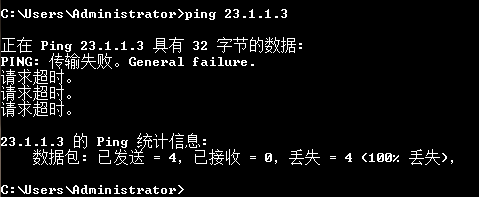 C:\Users\Administrator>ping 23.1.1.3
正在 Ping 23.1.1.3 具有 32 字节的数据:
PING: 传输失败。General failure.
请求超时。
请求超时。
请求超时。
23.1.1.3 的 Ping 统计信息:
数据包: 已发送 = 4，已接收 = 0，丢失 = 4 (100% 丢失)，
C:\Users\Administrator>